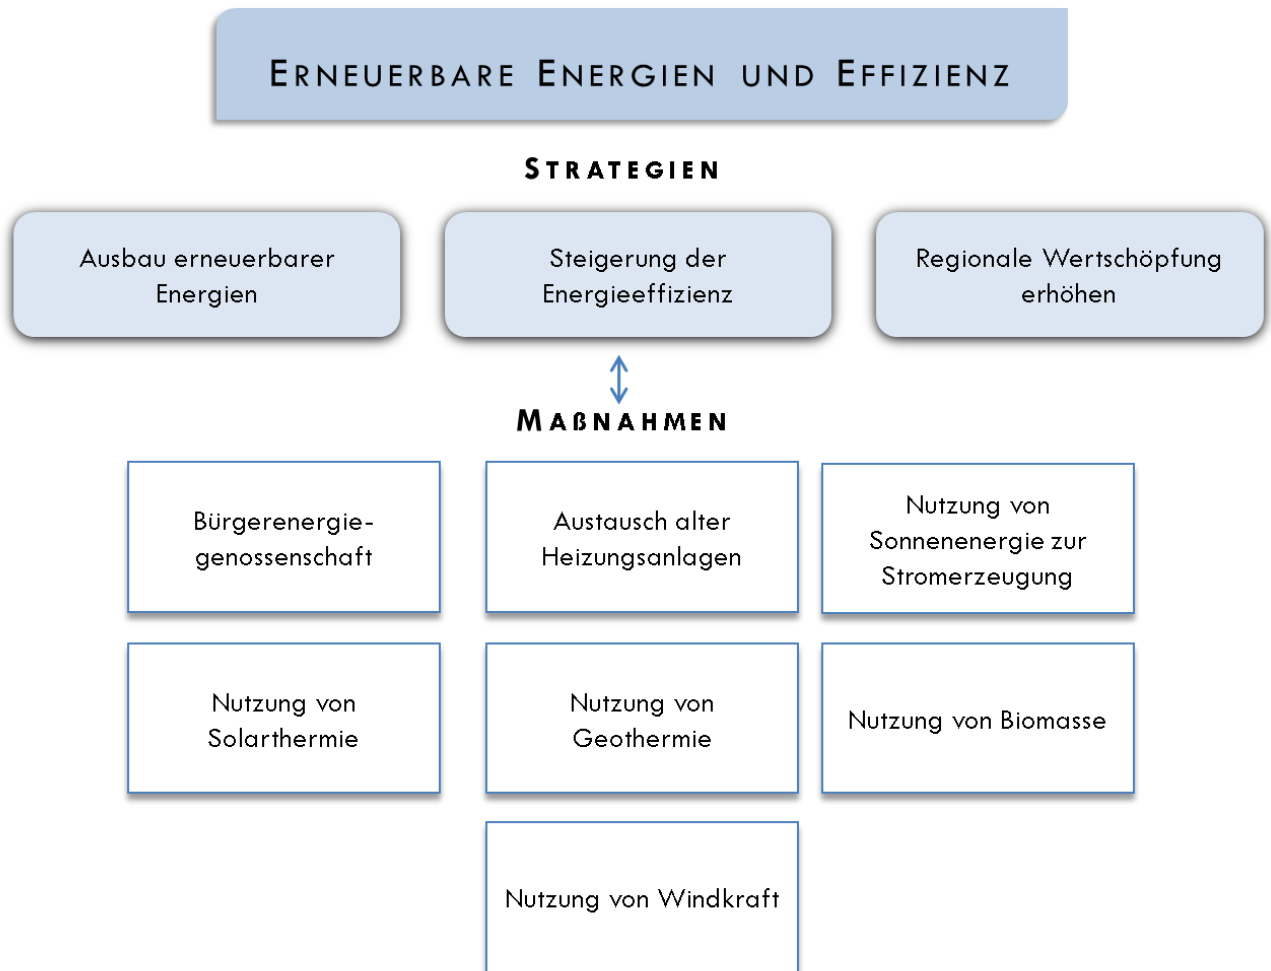 ERNEUERBARE ENERGIEN UND EFFIZIENZ
STRATEGIEN
Ausbau erneuerbarer
Energien
Steigerung der
Energieeffizienz
Regionale Wertschöpfung
erhöhen
MAßNAHMEN
Bürgerenergie-
genossenschaft
Austausch alter
Heizungsanlagen
Nutzung von
Sonnenenergie zur
Stromerzeugung
Nutzung von
Solarthermie
Nutzung von
Geothermie
Nutzung von Biomasse
Nutzung von Windkraft